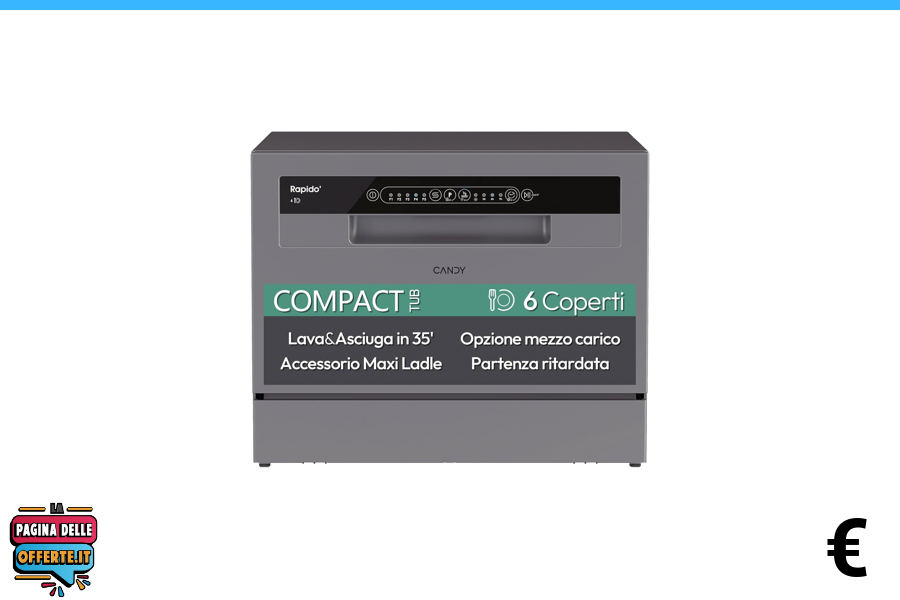 Rapido'
CANDY
COMPACT TUB
6 Coperti
Lava&Asciuga in 35'
Opzione mezzo carico
Accessorio Maxi Ladle
Partenza ritardata
LA
PAGINA DELLE
OFFERTE.IT
€